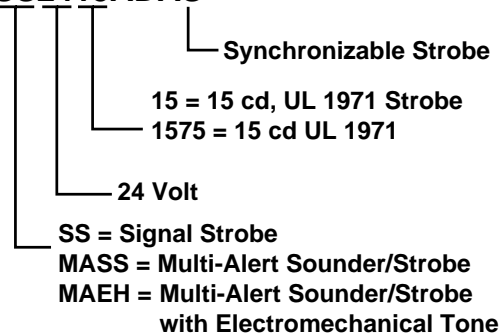 Synchronizable Strobe
15 = 15 cd, UL 1971 Strobe
1575 = 15 cd UL 1971
24 Volt
SS = Signal Strobe
MASS = Multi-Alert Sounder/Strobe
MAEH = Multi-Alert Sounder/Strobe
with Electromechanical Tone